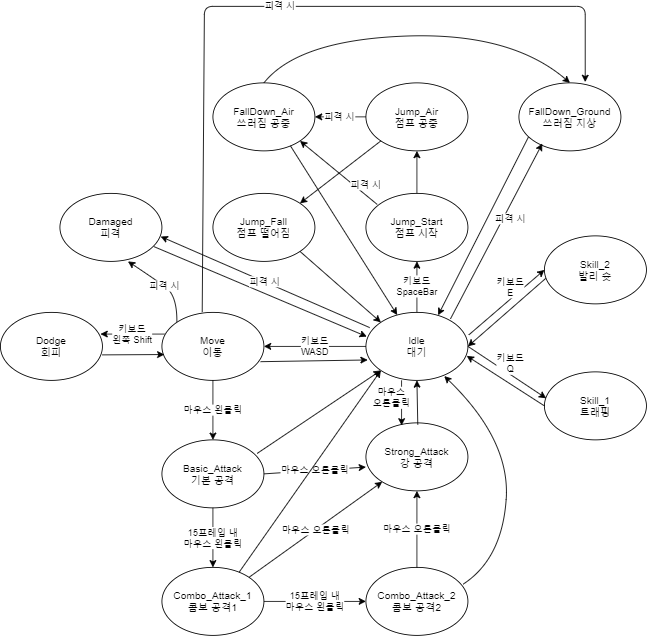 피격 시
FallDown_Air
쓰러짐 공중
피격 시
Jump_Air
점프 공중
FallDown_Ground
쓰러짐 지상
피격 시
Damaged
피격
Jump_Fall
점프 떨어짐
Jump_Start
점프 시작
피격 시
피격 시
피격 시
키보드
SpaceBar
키보드
E
Skill_2
발리 슛
Dodge
회피
키보드
왼쪽 Shift
Move
이동
키보드
WASD
Idle
대기
키보드
Q
마우스
오른클릭
Skill_1
트래핑
마우스 왼클릭
Basic_Attack
기본 공격
마우스 오른클릭
Strong_Attack
강 공격
15프레임 내
마우스 왼클릭
마우스 오른클릭
마우스 오른클릭
Combo_Attack_1
콤보 공격1
15프레임 내
마우스 왼클릭
Combo_Attack_2
콤보 공격2